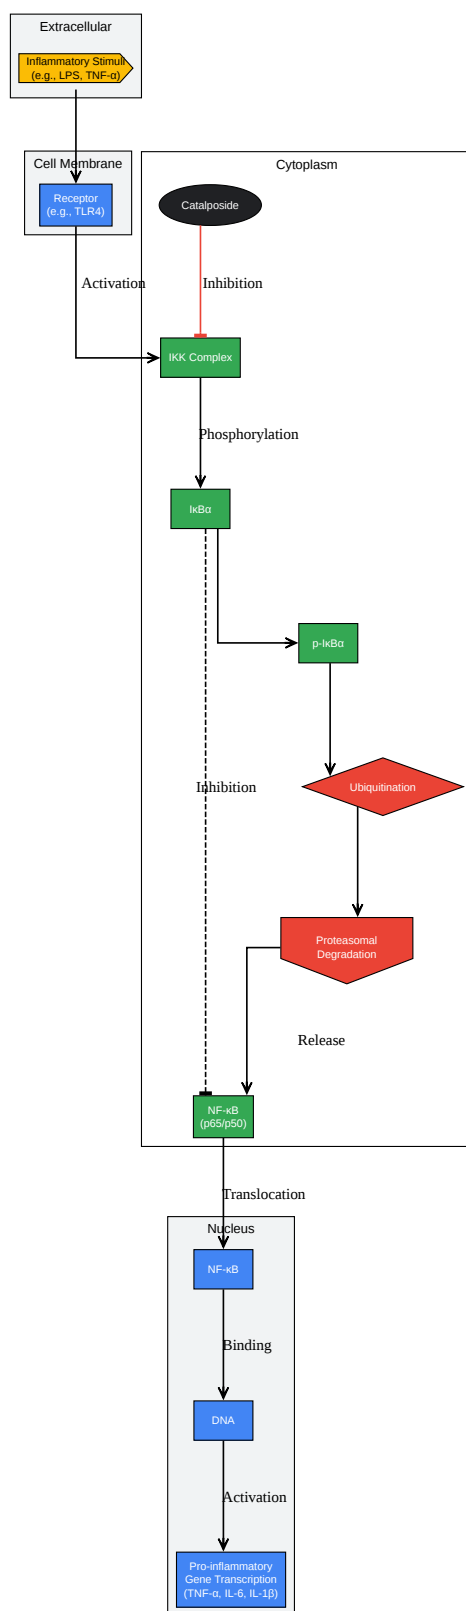 Extracellular
Inflammatory Stimuli
(e.g., LPS, TNF-α)
Cell Membrane
Cytoplasm
Receptor
(e.g., TLR4)
Catalposide
Activation
Inhibition
IKK Complex
Phosphorylation
IκBα
p-IκBα
Inhibition
Ubiquitination
Proteasomal
Degradation
Release
NF-κB
(p65/p50)
Translocation
Nucleus
NF-κB
Binding
DNA
Activation
Pro-inflammatory
Gene Transcription
(TNF-α, IL-6, IL-1β)